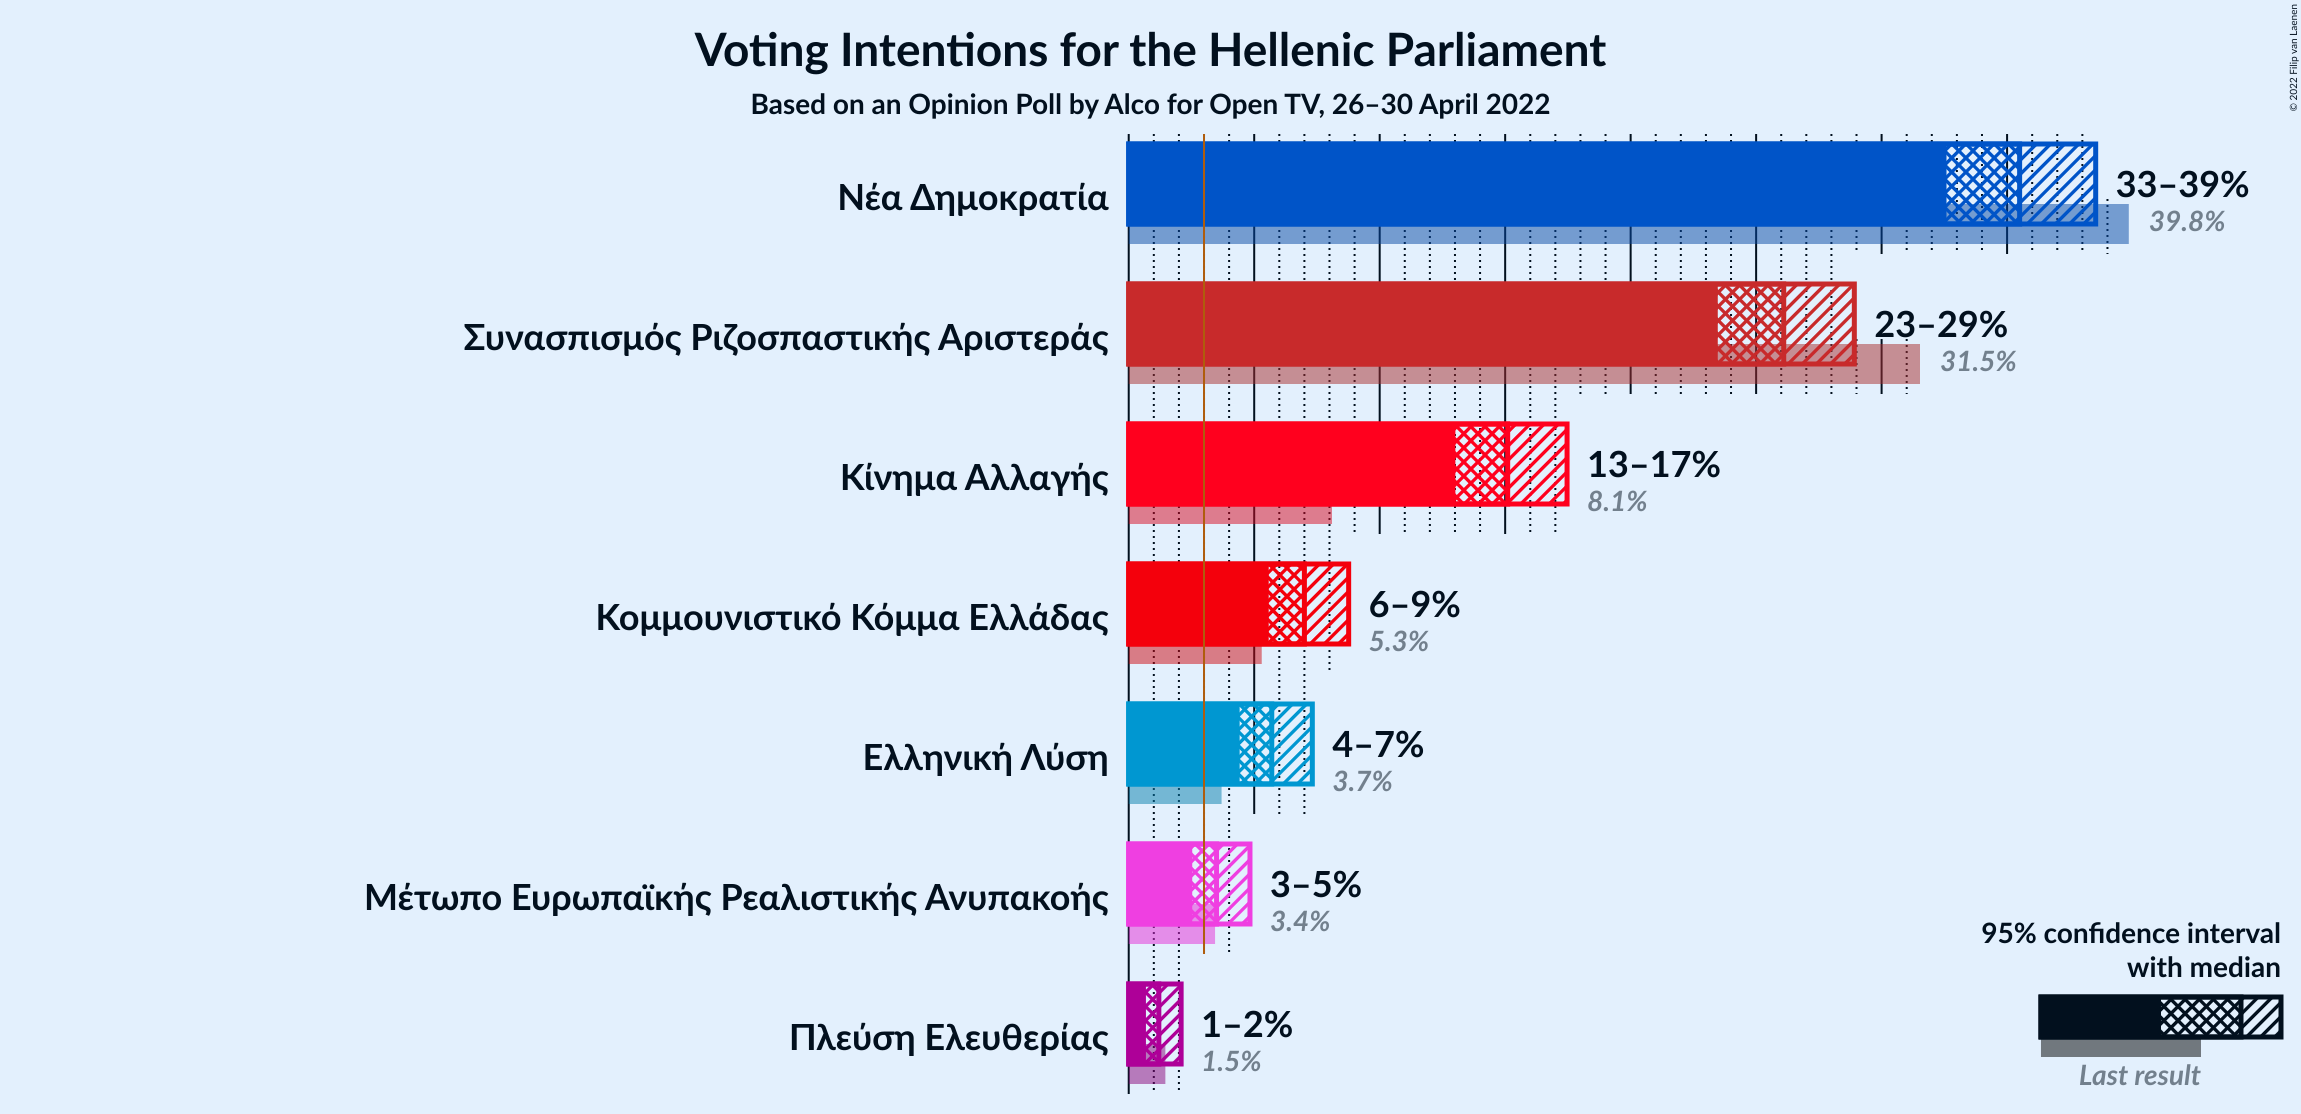 Voting Intentions for the Hellenic Parliament
Based on an Opinion Poll by Alco for Open TV, 26–30 April 2022
© 2022 Filip van Laenen
Νέα Δημοκρατία
33–39%
39.8%
Συνασπισμός Ριζοσπαστικής Αριστεράς
23–29%
31.5%
Κίνημα Αλλαγής
13–17%
8.1%
Κομμουνιστικό Κόμμα Ελλάδας
6–9%
5.3%
Ελληνική Λύση
4–7%
3.7%
Μέτωπο Ευρωπαϊκής Ρεαλιστικής Ανυπακοής
3–5%
3.4%
Πλεύση Ελευθερίας
1–2%
1.5%
95% confidence interval
with median
Last result